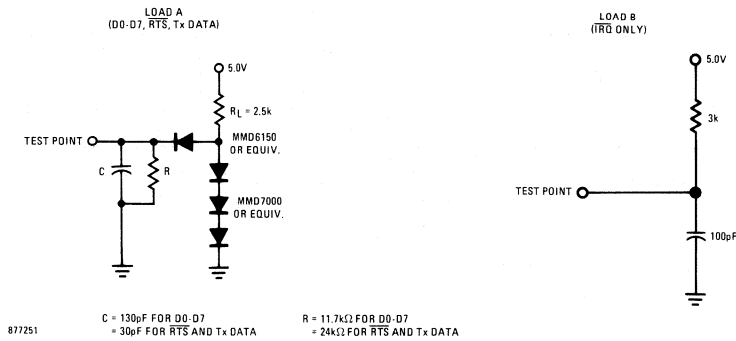 LOAD A
(D0-D7, RTS, Tx DATA)
5.0V
RL = 2.5k
MMD6150
OR EQUIV.
TEST POINT
C
R
MMD7000
OR EQUIV.
C = 130pF FOR D0-D7
= 30pF FOR RTS AND Tx DATA
R = 11.7kΩ FOR D0-D7
= 24kΩ FOR RTS AND Tx DATA
877251
LOAD B
(IRQ ONLY)
5.0V
3k
TEST POINT
100pF